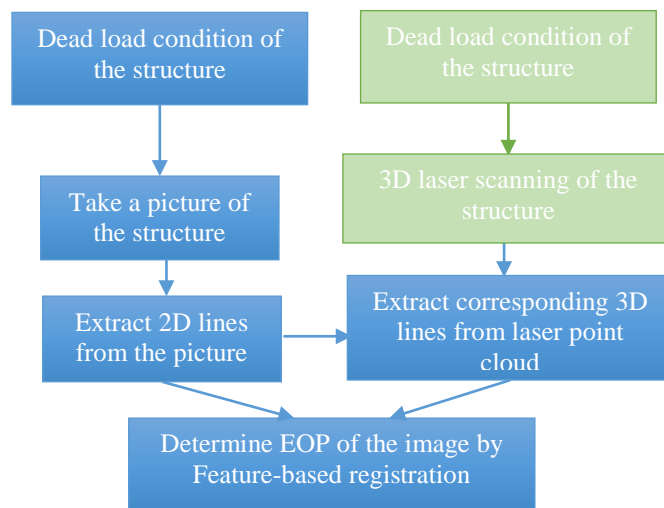 Dead load condition of
the structure
Dead load condition of
the structure
Take a picture of
the structure
3D laser scanning of the
structure
Extract 2D lines
from the picture
Extract corresponding 3D
lines from laser point
cloud
Determine EOP of the image by
Feature-based registration